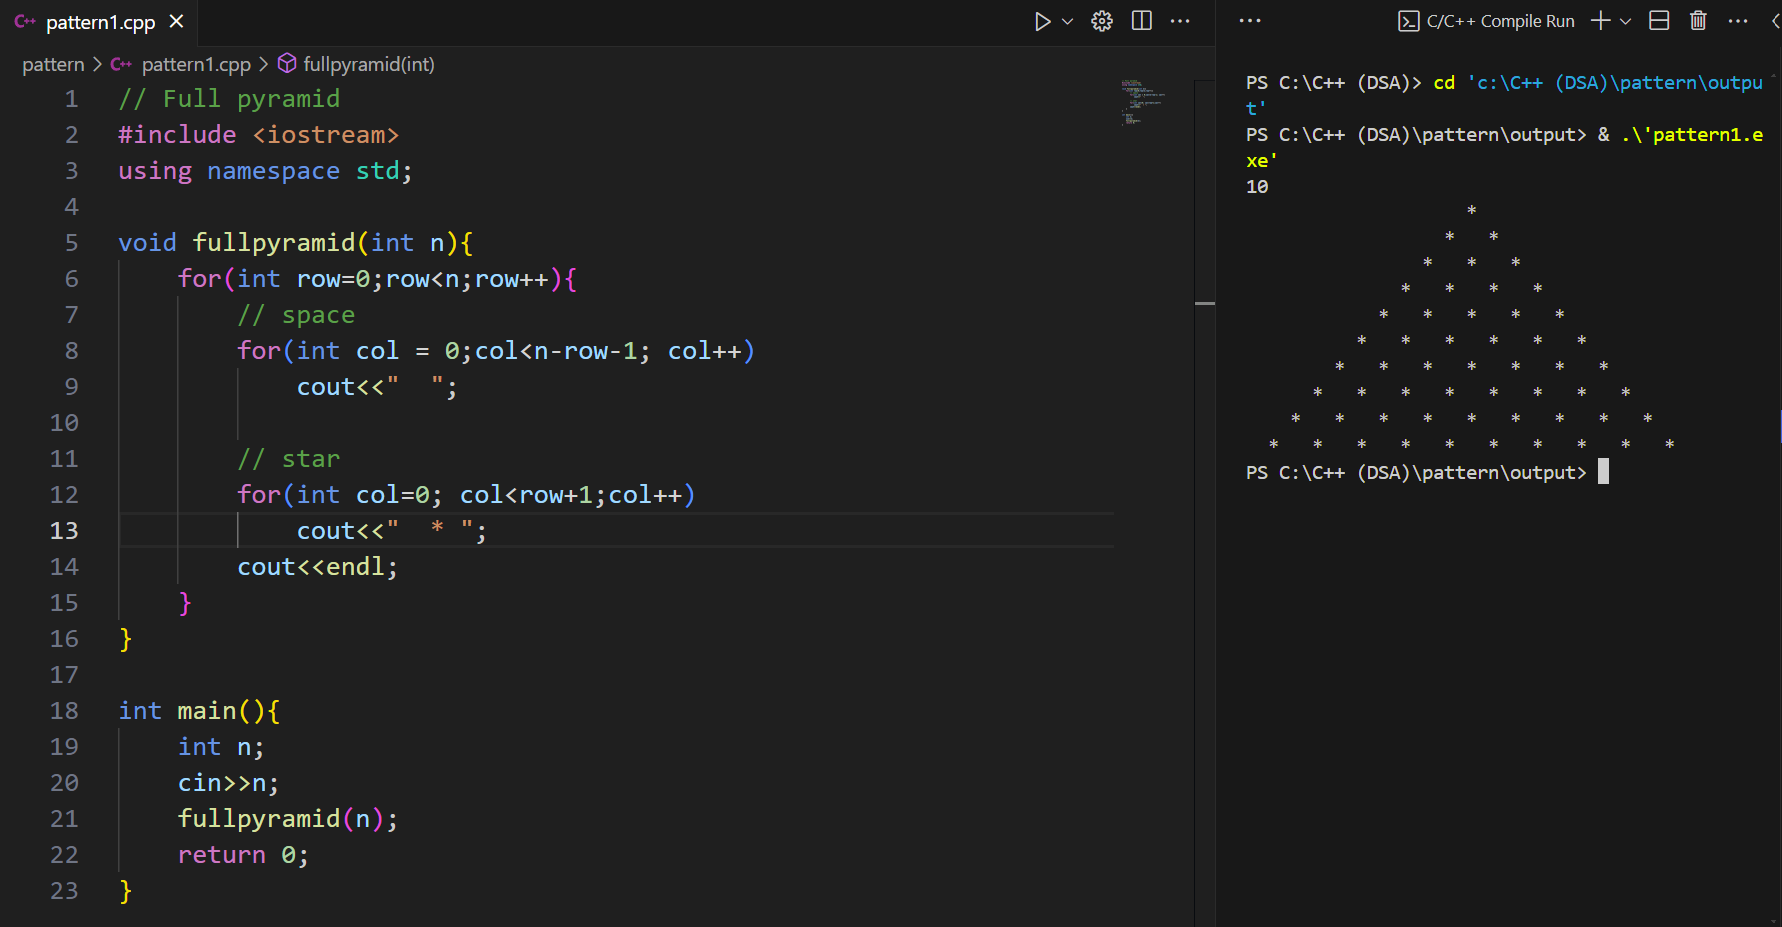 pattern1.cpp
pattern > pattern1.cpp > fullpyramid(int)
1 // Full pyramid
2 #include <iostream>
3 using namespace std;
4
5 void fullpyramid(int n){
6     for(int row=0;row<n;row++){
7         // space
8         for(int col = 0;col<n-row-1; col++)
9             cout<<"  ";
10
11         // star
12         for(int col=0; col<row+1;col++)
13             cout<<"  * ";
14         cout<<endl;
15     }
16 }
17
18 int main(){
19     int n;
20     cin>>n;
21     fullpyramid(n);
22     return 0;
23 }
C/C++ Compile Run
PS C:\C++ (DSA)> cd 'c:\C++ (DSA)\pattern\outpu
t'
PS C:\C++ (DSA)\pattern\output> & .\'pattern1.e
xe'
10
                    *
                  *   *
                *   *   *
              *   *   *   *
            *   *   *   *   *
          *   *   *   *   *   *
        *   *   *   *   *   *   *
      *   *   *   *   *   *   *   *
    *   *   *   *   *   *   *   *   *
  *   *   *   *   *   *   *   *   *   *
PS C:\C++ (DSA)\pattern\output>